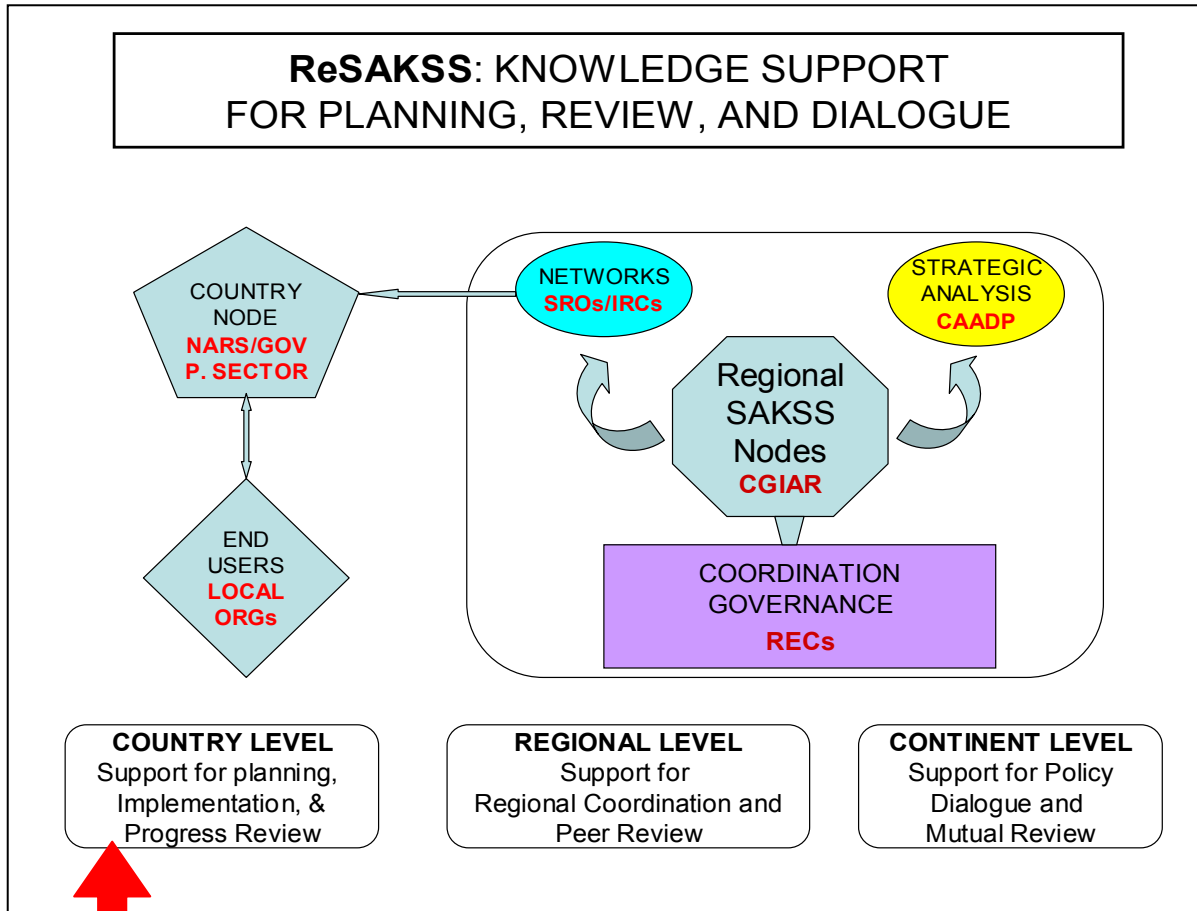 ReSAKSS: KNOWLEDGE SUPPORT
FOR PLANNING, REVIEW, AND DIALOGUE
COUNTRY
NODE
NARS/GOV
P. SECTOR
NETWORKS
SROs/IRCs
STRATEGIC
ANALYSIS
CAADP
Regional
SAKSS
Nodes
CGIAR
END
USERS
LOCAL
ORGs
COORDINATION
GOVERNANCE
RECs
COUNTRY LEVEL
Support for planning,
Implementation, &
Progress Review
REGIONAL LEVEL
Support for
Regional Coordination and
Peer Review
CONTINENT LEVEL
Support for Policy
Dialogue and
Mutual Review